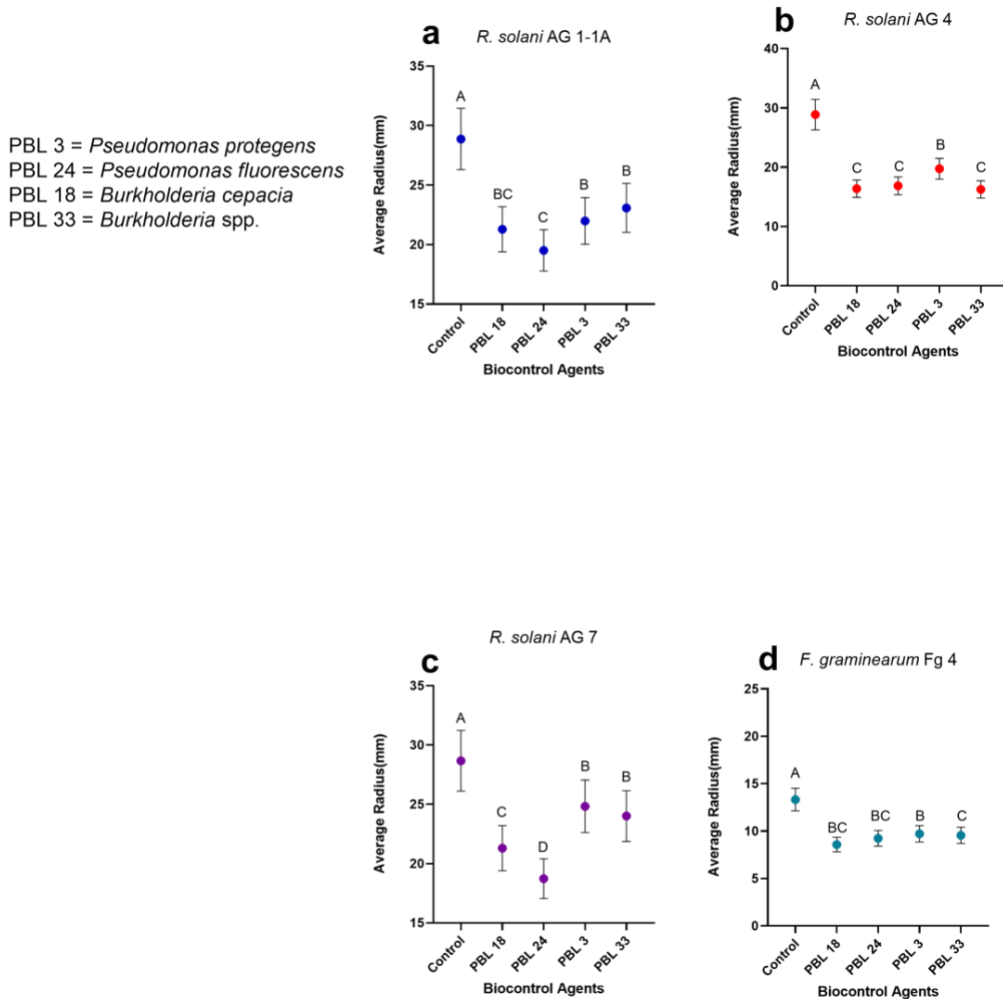 PBL 3 = Pseudomonas protegens
PBL 24 = Pseudomonas fluorescens
PBL 18 = Burkholderia cepacia
PBL 33 = Burkholderia spp.
a
R. solani AG 1-1A
Average Radius(mm)
35
30
25
20
15
A
BC
C
B
B
Control
PBL 18
PBL 24
PBL 3
PBL 33
Biocontrol Agents
b
R. solani AG 4
Average Radius(mm)
40
30
20
10
0
A
C
C
B
C
Control
PBL 18
PBL 24
PBL 3
PBL 33
Biocontrol Agents
c
R. solani AG 7
Average Radius(mm)
35
30
25
20
15
A
C
D
B
B
Control
PBL 18
PBL 24
PBL 3
PBL 33
Biocontrol Agents
d
F. graminearum Fg 4
Average Radius(mm)
25
20
15
10
5
0
A
BC
BC
B
C
Control
PBL 18
PBL 24
PBL 3
PBL 33
Biocontrol Agents